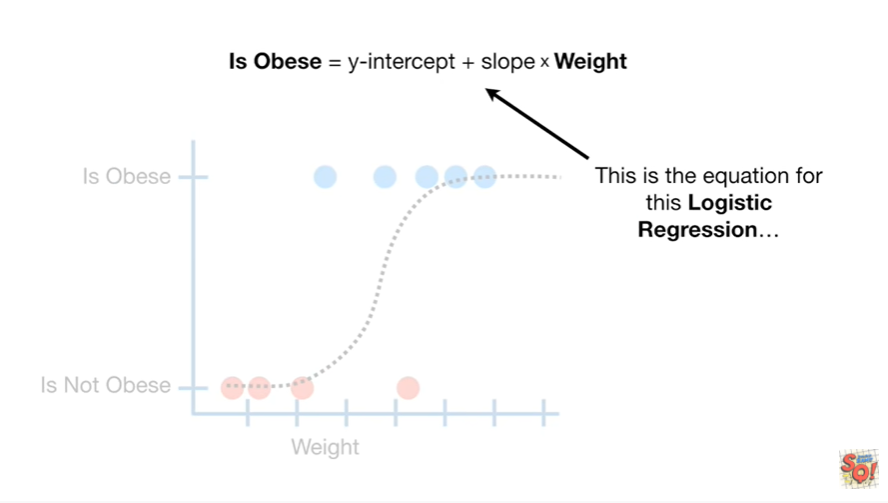 Is Obese = y-intercept + slope x Weight
This is the equation for
this Logistic
Regression…
Is Obese
Is Not Obese
Weight
SO!